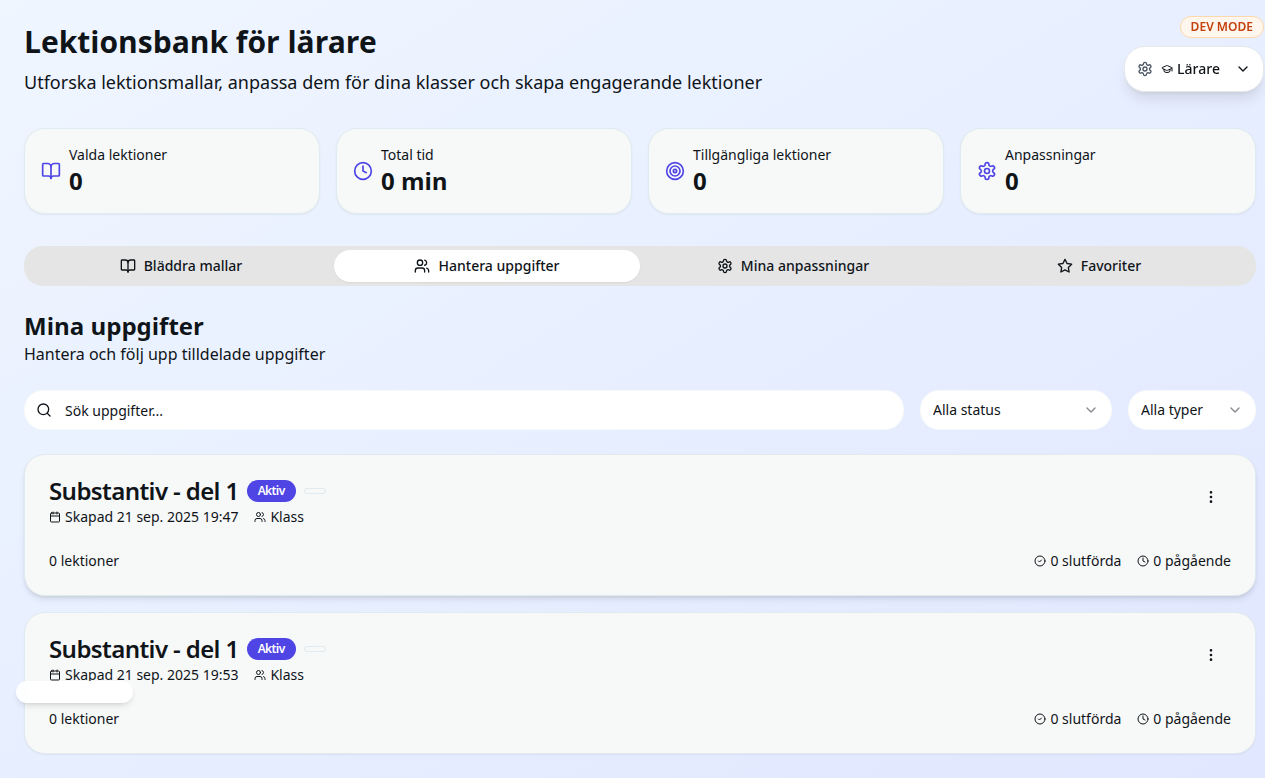 Lektionsbank för lärare
DEV MODE
Utforska lektionsmallar, anpassa dem för dina klasser och skapa engagerande lektioner
Lärare
Valda lektioner
0
Total tid
0 min
Tillgängliga lektioner
0
Anpassningar
0
Bläddra mallar
Hantera uppgifter
Mina anpassningar
Favoriter
Mina uppgifter
Hantera och följ upp tilldelade uppgifter
Sök uppgifter...
Alla status
Alla typer
Substantiv - del 1 Aktiv
Skapad 21 sep. 2025 19:47 Klass
0 lektioner
0 slutförda 0 pågående
Substantiv - del 1 Aktiv
Skapad 21 sep. 2025 19:53 Klass
0 lektioner
0 slutförda 0 pågående